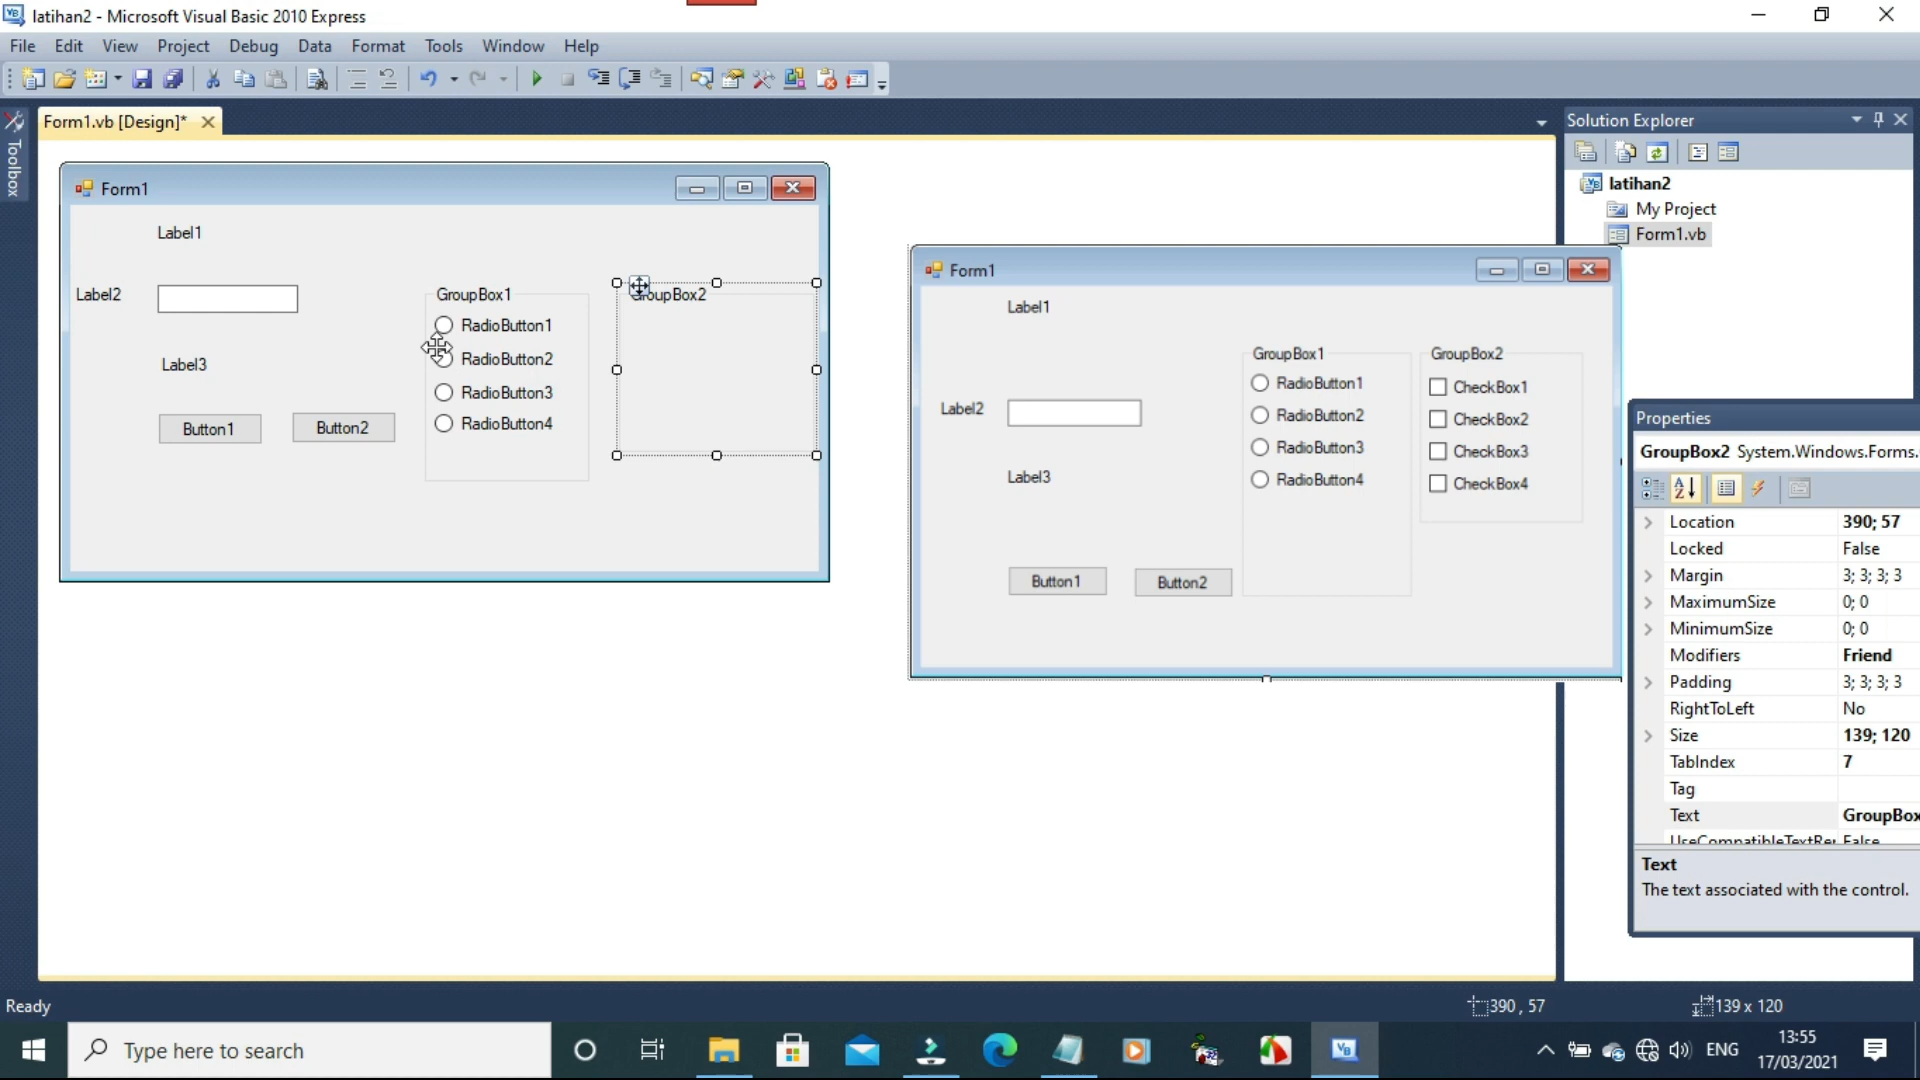 latihan2 - Microsoft Visual Basic 2010 Express
File Edit View Project Debug Data Format Tools Window Help
Toolbox
Form1.vb [Design]*
Form1
Label1
Label2
Label3
Button1 Button2
GroupBox1
RadioButton1
RadioButton2
RadioButton3
RadioButton4
GroupBox2
Form1
Label1
Label2
Label3
Button1 Button2
GroupBox1
RadioButton1
RadioButton2
RadioButton3
RadioButton4
GroupBox2
CheckBox1
CheckBox2
CheckBox3
CheckBox4
Solution Explorer
latihan2
My Project
Form1.vb
Properties
GroupBox2 System.Windows.Forms.
Location 390; 57
Locked False
Margin 3; 3; 3; 3
MaximumSize 0; 0
MinimumSize 0; 0
Modifiers Friend
Padding 3; 3; 3; 3
RightToLeft No
Size 139; 120
TabIndex 7
Tag
Text GroupBox
UseCompatibleTextRe False
Text
The text associated with the control.
Ready 390 , 57 139 x 120
Type here to search
ENG
13:55
17/03/2021